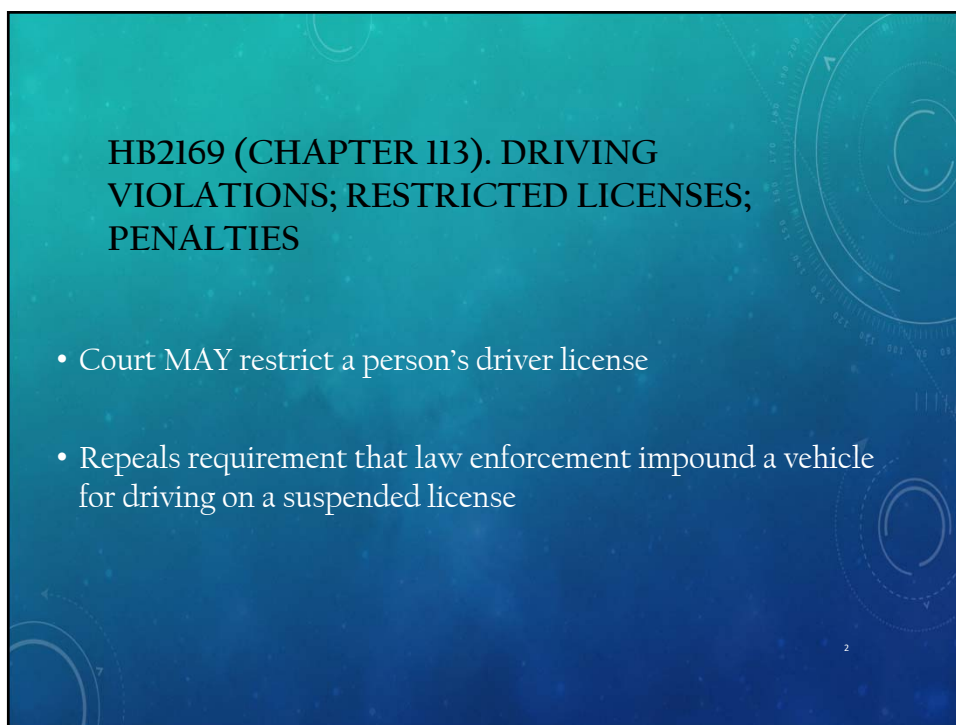 HB2169 (CHAPTER 113). DRIVING
VIOLATIONS; RESTRICTED LICENSES;
PENALTIES
• Court MAY restrict a person’s driver license
• Repeals requirement that law enforcement impound a vehicle
for driving on a suspended license
2